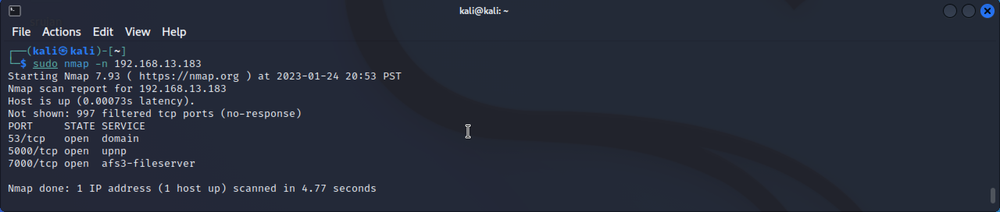 kali@kali: ~
srujan
File Actions Edit View Help
┌──(kali㉿kali)-[~]
└─$ sudo nmap -n 192.168.13.183
Starting Nmap 7.93 ( https://nmap.org ) at 2023-01-24 20:53 PST
Nmap scan report for 192.168.13.183
Host is up (0.00073s latency).
Not shown: 997 filtered tcp ports (no-response)
PORT     STATE SERVICE
53/tcp   open  domain
5000/tcp open  upnp
7000/tcp open  afs3-fileserver
Nmap done: 1 IP address (1 host up) scanned in 4.77 seconds